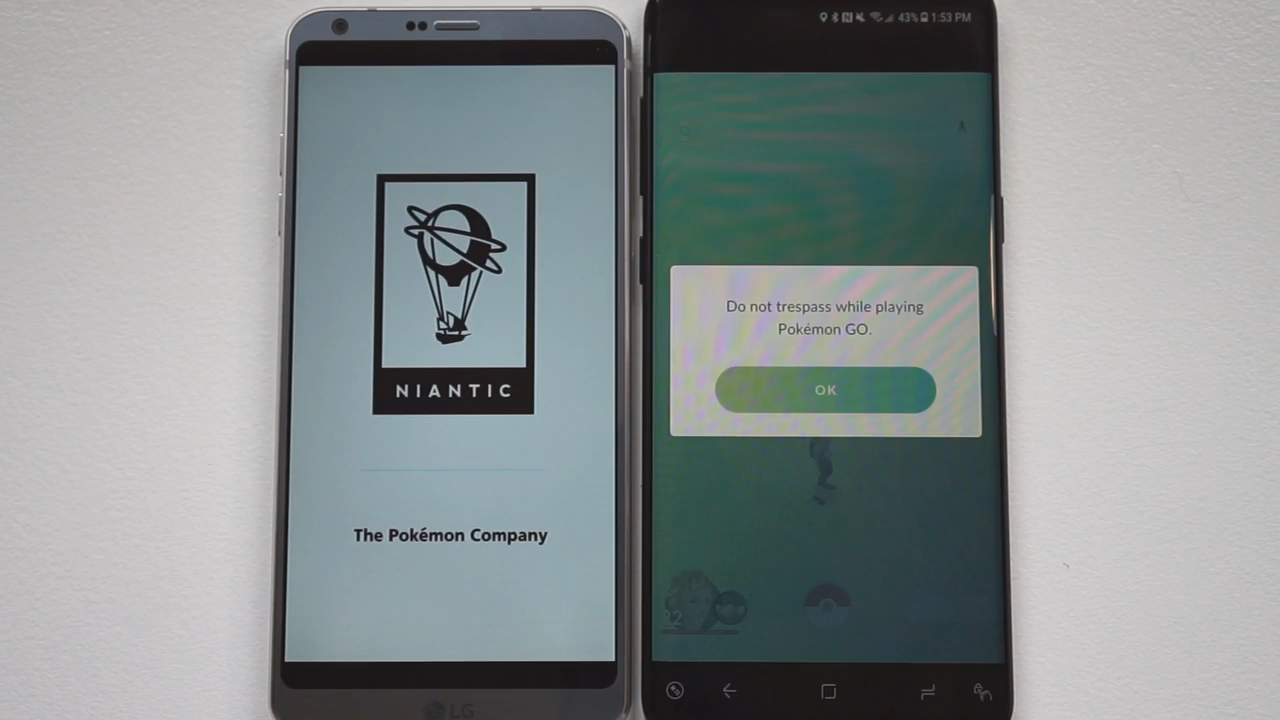 NIANTIC
The Pokémon Company
LG
43% 1:53 PM
Do not trespass while playing
Pokémon GO.
OK